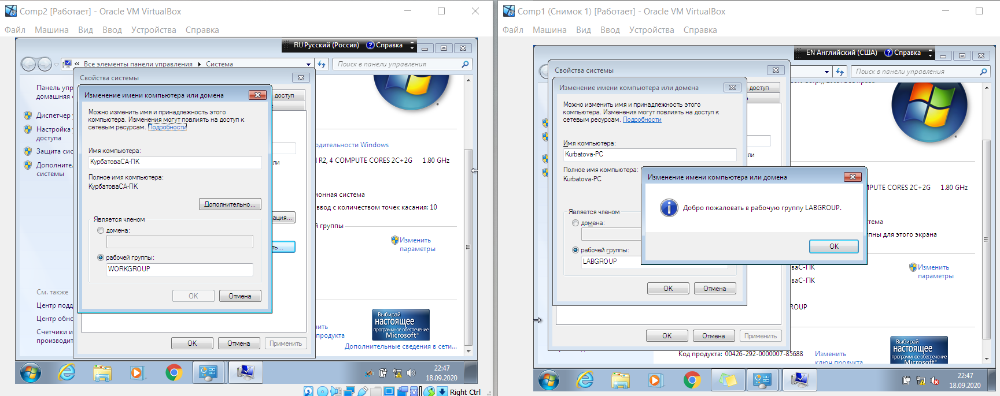 Comp2 [Работает] - Oracle VM VirtualBox
Файл Машина Вид Ввод Устройства Справка
RU Русский (Россия) Справка
« Все элементы панели управления Система
Поиск в панели управления
Свойства системы
Панель упр
домашняя
Диспетчер
Настройка
доступа
Защита сис
Дополнител
системы
См. также
Центр подд
Центр обно
Счетчики и
производит
доступ
Изменение имени компьютера или домена
Можно изменить имя и принадлежность этого
компьютера. Изменения могут повлиять на доступ к
сетевым ресурсам. Подробности
Имя компьютера:
КурбатоваСА-ПК
Полное имя компьютера:
КурбатоваСА-ПК
Дополнительно...
Является членом
домена:
рабочей группы:
WORKGROUP
OK Отмена
ли
ация...
ь...
OK Отмена Применить
одительности Windows
R2, 4 COMPUTE CORES 2C+2G 1.80 GHz
ионная система
ввод с количеством точек касания: 10
й группы
Изменить
параметры
нить
продукта
Выбирай
настоящее
программное обеспечение
Microsoft
Дополнительные сведения в сети...
22:47
18.09.2020
Right Ctrl
Comp1 (Снимок 1) [Работает] - Oracle VM VirtualBox
Файл Машина Вид Ввод Устройства Справка
EN Английский (США) Справка
Поиск в панели управления
Свойства системы
доступ
Изменение имени компьютера или домена
Можно изменить имя и принадлежность этого
компьютера. Изменения могут повлиять на доступ к
сетевым ресурсам. Подробности
Имя компьютера:
Kurbatova-PC
Полное имя компьютера:
Kurbatova-PC
Является членом
домена:
рабочей группы:
LABGROUP
OK Отмена
ли
Изменение имени компьютера или домена
Добро пожаловать в рабочую группу LABGROUP.
OK
OK Отмена Применить
PUTE CORES 2C+2G 1.80 GHz
тема
пны для этого экрана
ваС-ПК
ваС-ПК
ROUP
Изменить
параметры
Код продукта: 00426-292-0000007-85688
Изменить
ключ продукта
Выбирай
настоящее
программное обеспечение
22:47
18.09.2020